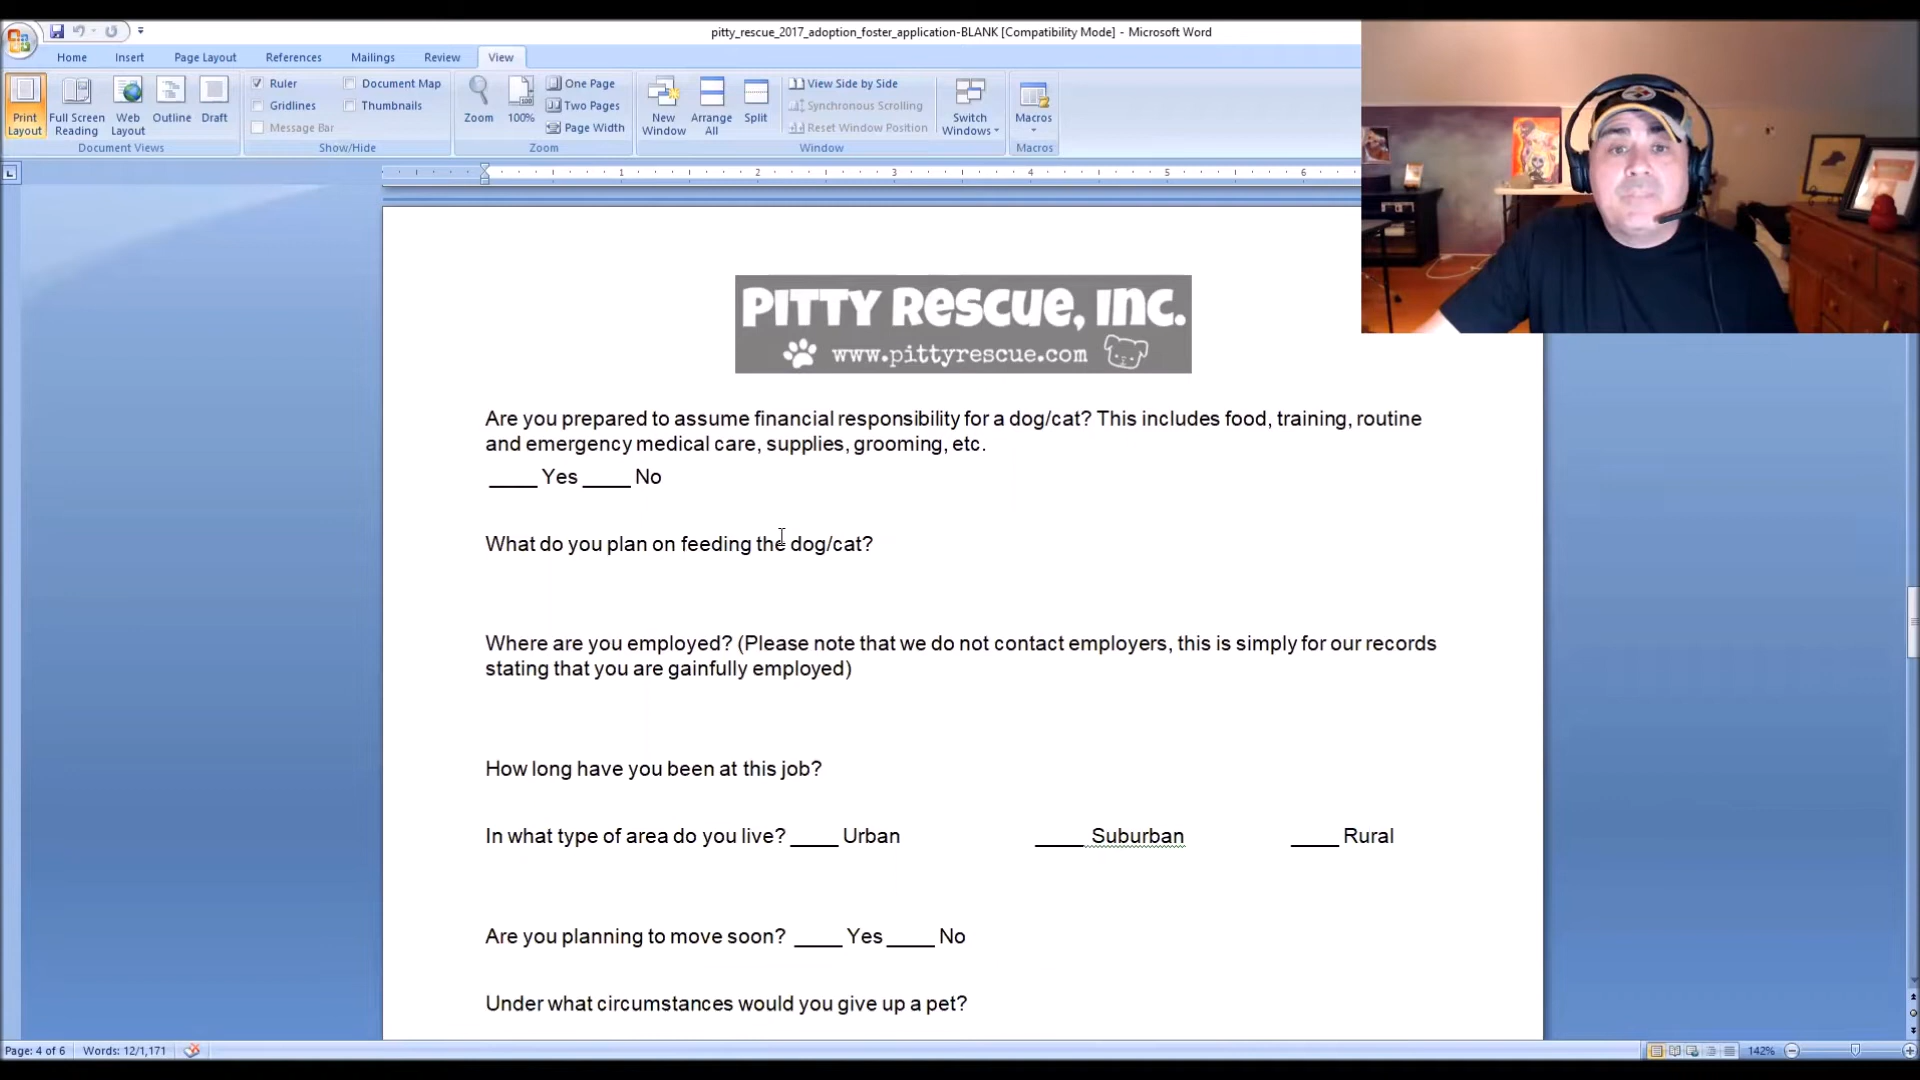 pitty_rescue_2017_adoption_foster_application-BLANK [Compatibility Mode] - Microsoft Word
Home Insert Page Layout References Mailings Review View
Print Layout
Full Screen Reading
Web Layout
Outline
Draft
Document Views
Ruler
Gridlines
Message Bar
Document Map
Thumbnails
Show/Hide
Zoom
100%
One Page
Two Pages
Page Width
Zoom
New Window
Arrange All
Split
View Side by Side
Synchronous Scrolling
Reset Window Position
Switch Windows
Window
Macros
Macros
1 2 3 4 5 6
PITTY RESCUE, INC.
www.pittyrescue.com
Are you prepared to assume financial responsibility for a dog/cat? This includes food, training, routine
and emergency medical care, supplies, grooming, etc.
____ Yes ____ No
What do you plan on feeding the dog/cat?
Where are you employed? (Please note that we do not contact employers, this is simply for our records
stating that you are gainfully employed)
How long have you been at this job?
In what type of area do you live? ____ Urban ____ Suburban ____ Rural
Are you planning to move soon? ____ Yes ____ No
Under what circumstances would you give up a pet?
Page: 4 of 6 Words: 12/1,171 142%